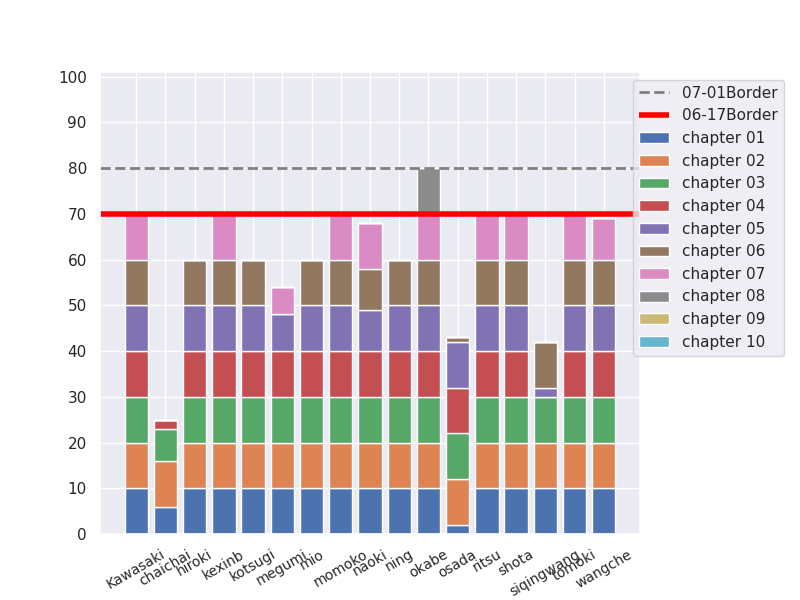 100
90
80
70
60
50
40
30
20
10
0
07-01Border
06-17Border
chapter 01
chapter 02
chapter 03
chapter 04
chapter 05
chapter 06
chapter 07
chapter 08
chapter 09
chapter 10
Kawasaki
chaichai
hiroki
kexinb
kotsugi
megumi
mio
momoko
naoki
ning
okabe
osada
ritsu
shota
siqingwang
tomoki
wangche